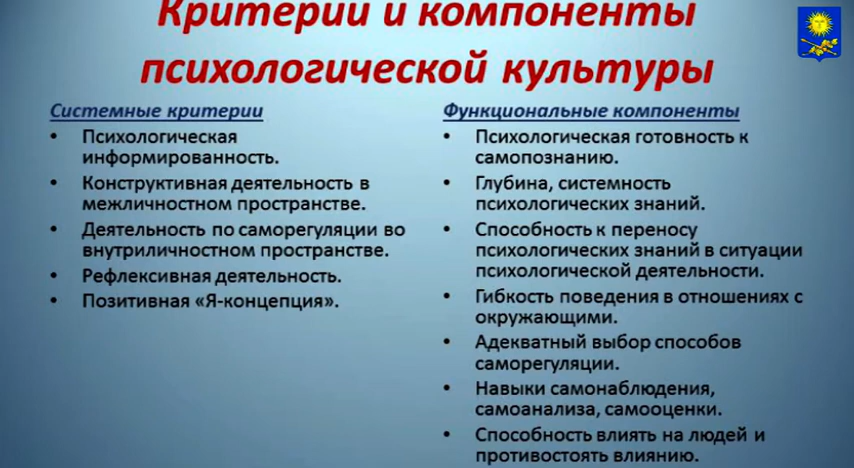 Критерии и компоненты
психологической культуры
Системные критерии
• Психологическая
информированность.
• Конструктивная деятельность в
межличностном пространстве.
• Деятельность по саморегуляции во
внутриличностном пространстве.
• Рефлексивная деятельность.
• Позитивная «Я-концепция».
Функциональные компоненты
• Психологическая готовность к
самопознанию.
• Глубина, системность
психологических знаний.
• Способность к переносу
психологических знаний в ситуации
психологической деятельности.
• Гибкость поведения в отношениях с
окружающими.
• Адекватный выбор способов
саморегуляции.
• Навыки самонаблюдения,
самоанализа, самооценки.
• Способность влиять на людей и
противостоять влиянию.